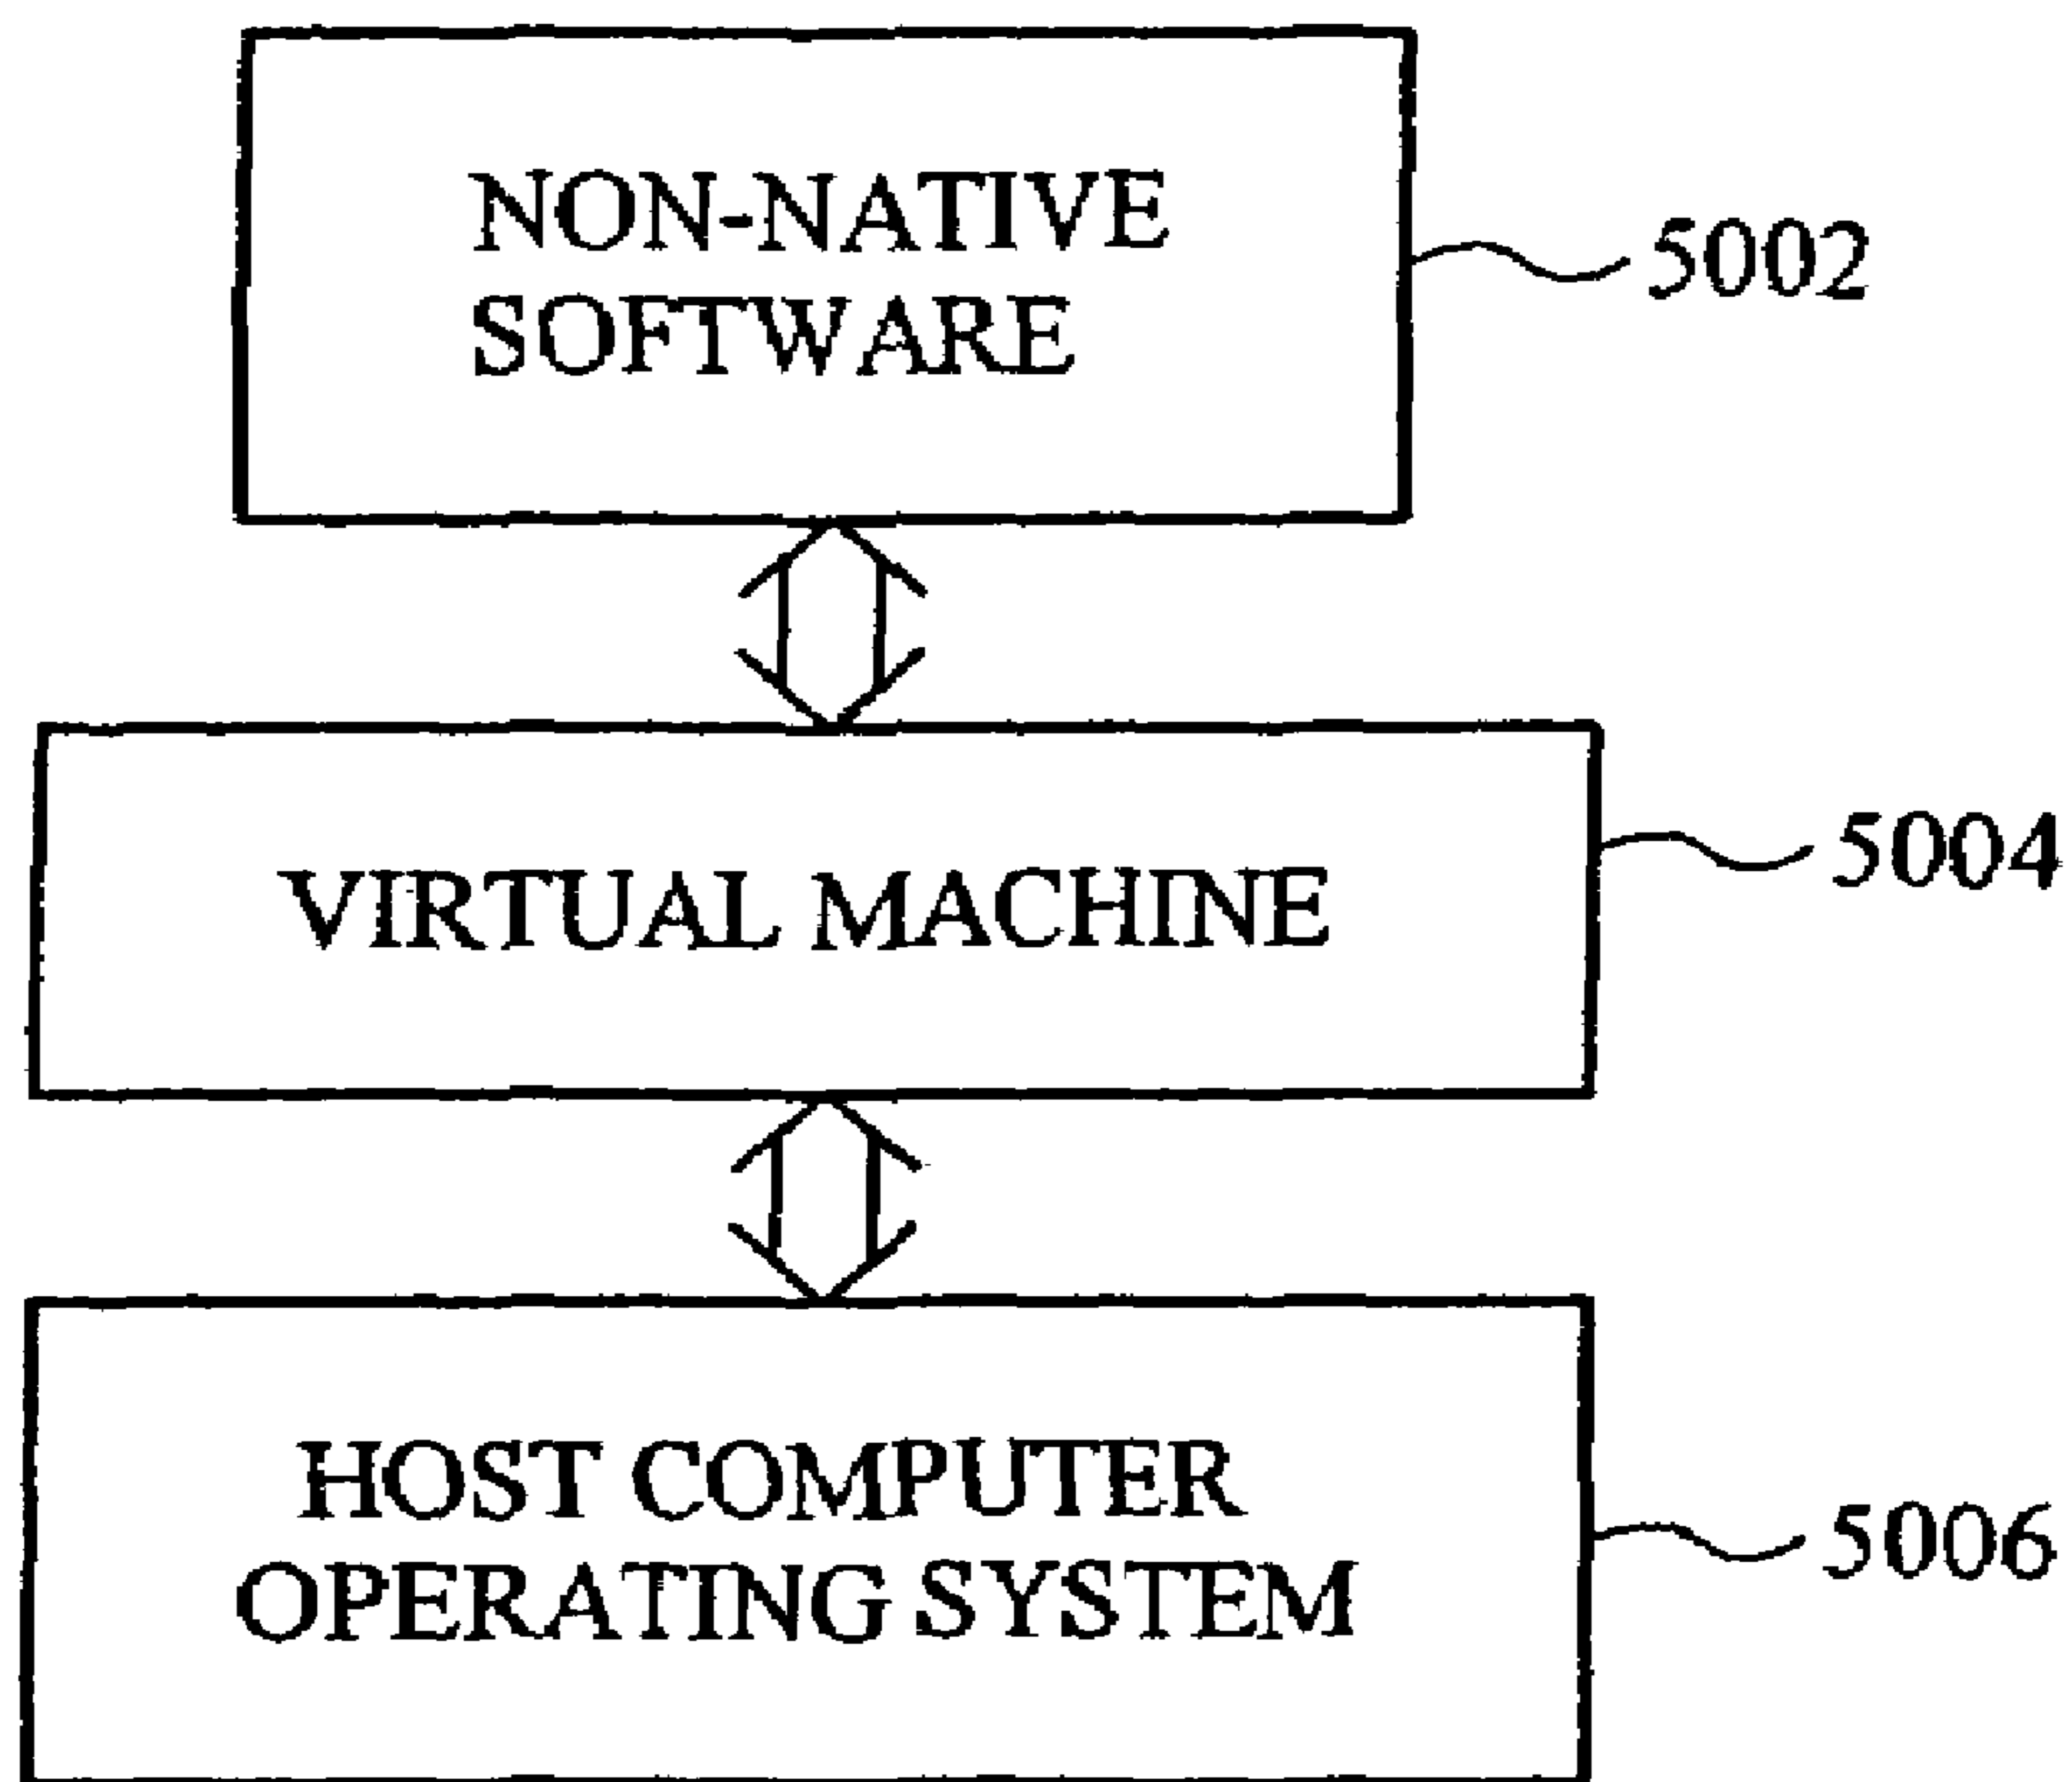 NON-NATIVE
SOFTWARE
5002
VIRTUAL MACHINE
5004
HOST COMPUTER
OPERATING SYSTEM
5006